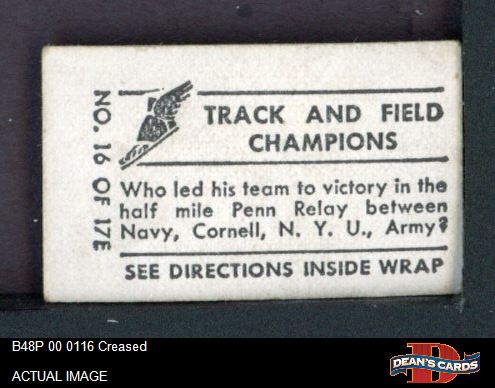 NO. 16 OF 17E
TRACK AND FIELD
CHAMPIONS
Who led his team to victory in the
half mile Penn Relay between
Navy, Cornell, N. Y. U., Army?
SEE DIRECTIONS INSIDE WRAP
B48P 00 0116 Creased
ACTUAL IMAGE
DEAN'S CARDS